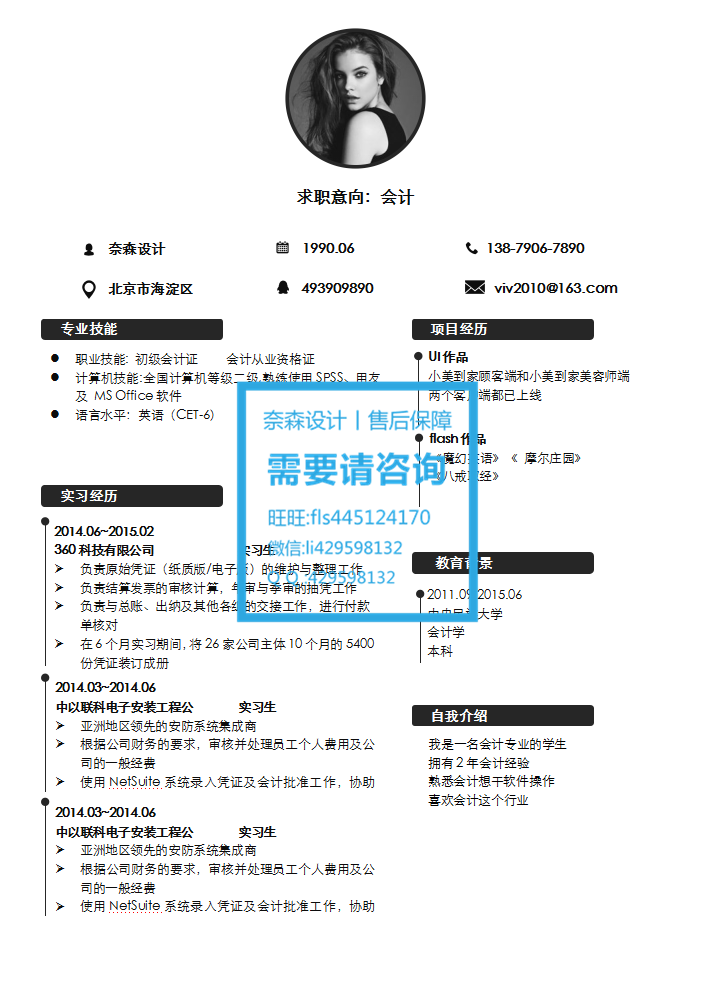 求职意向：会计
奈森设计
1990.06
138-7906-7890
北京市海淀区
493909890
viv2010@163.com
专业技能
职业技能: 初级会计证 会计从业资格证
计算机技能:全国计算机等级二级,熟练使用 SPSS、用友
及 MS Office 软件
语言水平：英语（CET-6）
实习经历
2014.06~2015.02
360 科技有限公司 实习生
负责原始凭证（纸质版/电子版）的维护与整理工作
负责结算发票的审核计算，年审与季审的抽凭工作
负责与总账、出纳及其他各组的交接工作，进行付款
单核对
在 6 个月实习期间, 将 26 家公司主体 10 个月的 5400
份凭证装订成册
2014.03~2014.06
中以联科电子安装工程公 实习生
亚洲地区领先的安防系统集成商
根据公司财务的要求，审核并处理员工个人费用及公
司的一般经费
使用 NetSuite 系统录入凭证及会计批准工作，协助
2014.03~2014.06
中以联科电子安装工程公 实习生
亚洲地区领先的安防系统集成商
根据公司财务的要求，审核并处理员工个人费用及公
司的一般经费
使用 NetSuite 系统录入凭证及会计批准工作，协助
项目经历
UI 作品
小美到家顾客端和小美到家美容师端
两个客户端都已上线
flash 作品
《魔幻英语》《 摩尔庄园》
《八戒取经》
教育背景
2011.09~2015.06
中央民族大学
会计学
本科
自我介绍
我是一名会计专业的学生
拥有 2 年会计经验
熟悉会计想干软件操作
喜欢会计这个行业
奈森设计丨售后保障
需要请咨询
旺旺:fls445124170
微信:li429598132
Q Q :429598132